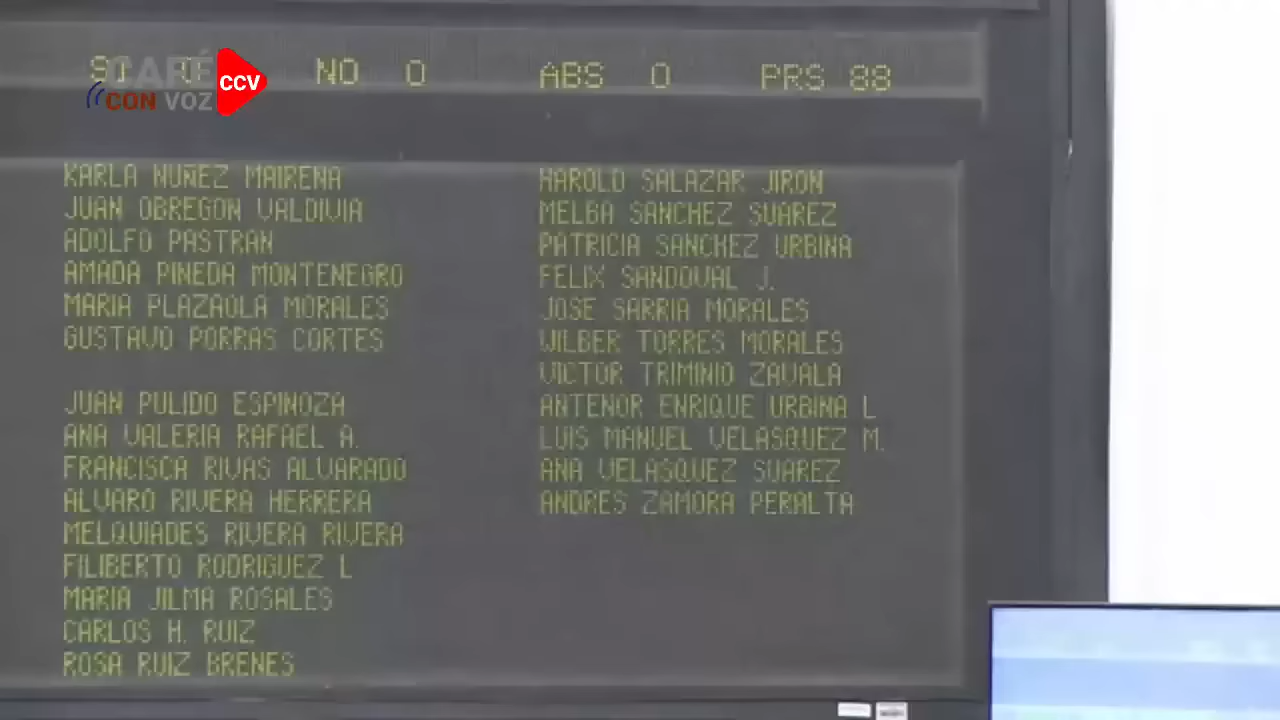 SI 0 NO 0 ABS 0 PRS 88
CAFÉ
CON VOZ
CCV
KARLA NUÑEZ MAIRENA
JUAN OBREGON VALDIVIA
ADOLFO PASTRAN
AMADA PINEDA MONTENEGRO
MARIA PLAZAOLA MORALES
GUSTAVO PORRAS CORTES
JUAN PULIDO ESPINOZA
ANA VALERIA RAFAEL A.
FRANCISCA RIVAS ALVARADO
ALVARO RIVERA HERRERA
MELQUIADES RIVERA RIVERA
FILIBERTO RODRIGUEZ L
MARIA JILMA ROSALES
CARLOS H. RUIZ
ROSA RUIZ BRENES
HAROLD SALAZAR JIRON
MELBA SANCHEZ SUAREZ
PATRICIA SANCHEZ URBINA
FELIX SANDOVAL J.
JOSE SARRIA MORALES
WILBER TORRES MORALES
VICTOR TRIMINIO ZAVALA
ANTENOR ENRIQUE URBINA L
LUIS MANUEL VELASQUEZ M.
ANA VELASQUEZ SUAREZ
ANDRES ZAMORA PERALTA